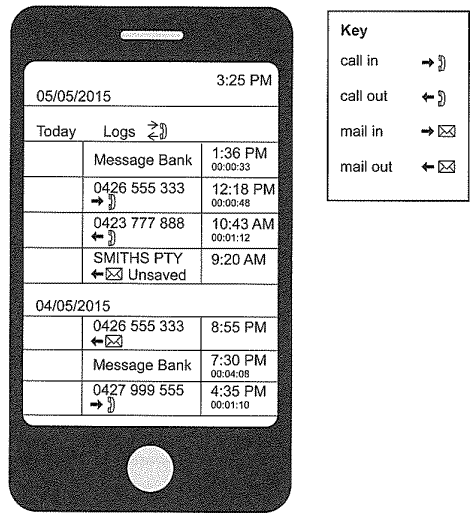 3:25 PM
05/05/2015
Today Logs
Message Bank 1:36 PM
00:00:33
0426 555 333 12:18 PM
00:00:48
0423 777 888 10:43 AM
00:01:12
SMITHS PTY 9:20 AM
Unsaved
04/05/2015
0426 555 333 8:55 PM
Message Bank 7:30 PM
00:04:08
0427 999 555 4:35 PM
00:01:10
Key
call in
call out
mail in
mail out